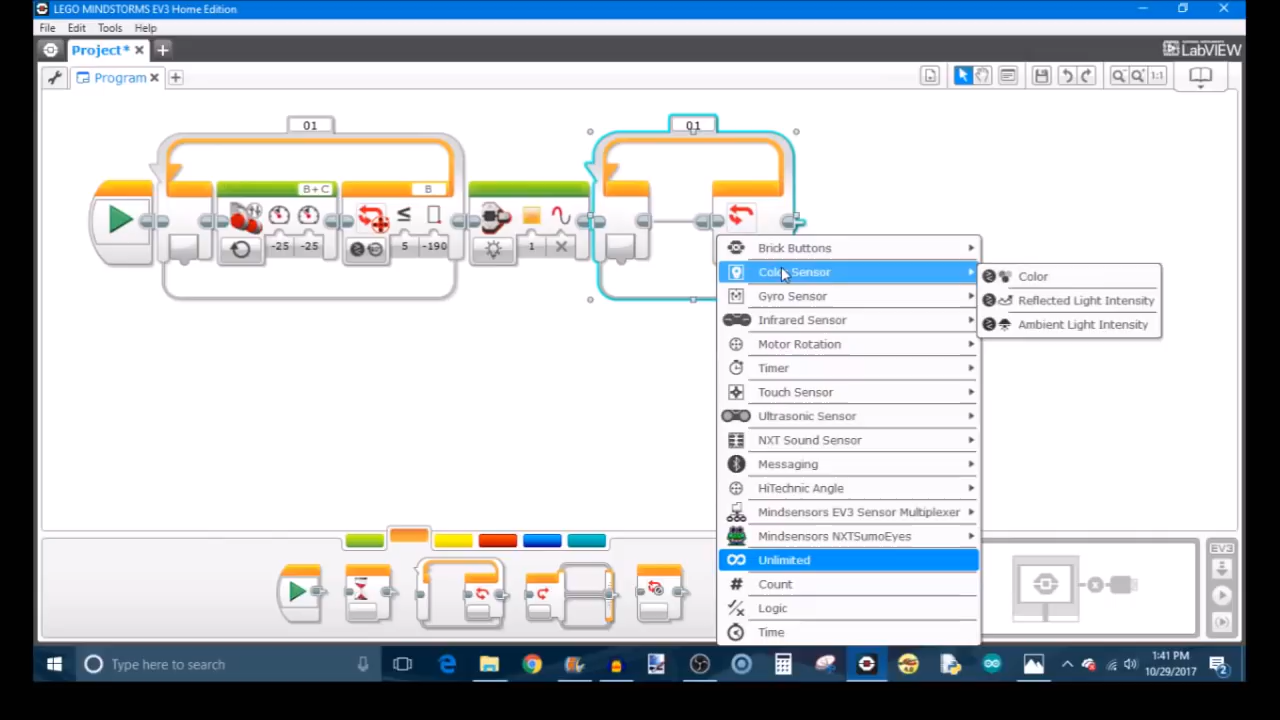 LEGO MINDSTORMS EV3 Home Edition
File Edit Tools Help
Project*
LabVIEW
Program
1:1
01
01
B+C
B
-25 -25
5 -190
1
Brick Buttons
Color Sensor
Color
Gyro Sensor
Reflected Light Intensity
Infrared Sensor
Ambient Light Intensity
Motor Rotation
Timer
Touch Sensor
Ultrasonic Sensor
NXT Sound Sensor
Messaging
HiTechnic Angle
Mindsensors EV3 Sensor Multiplexer
Mindsensors NXTSumoEyes
Unlimited
Count
Logic
Time
EV3
Type here to search
1:41 PM
10/29/2017
2